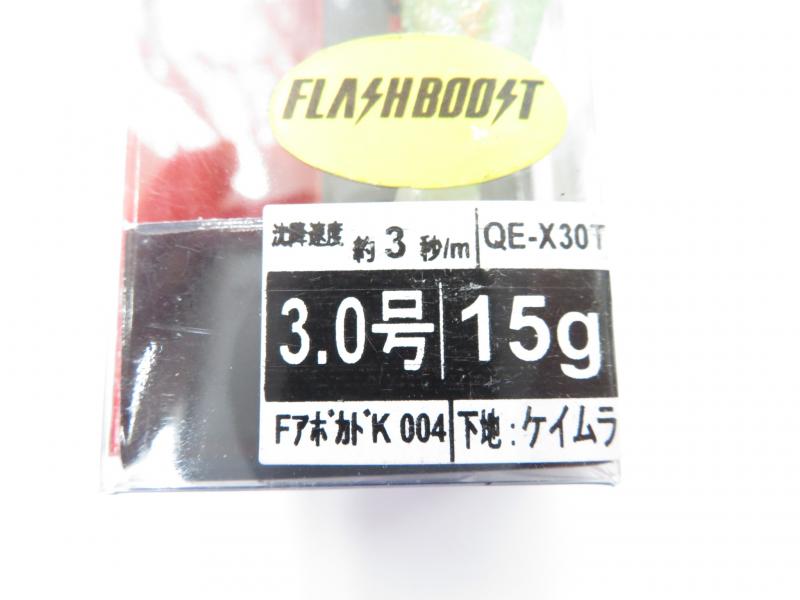 FLASHBOOST
沈降速度 約3秒/m QE-X30T
3.0号 15g
Fアボカド K 004 下地:ケイムラ